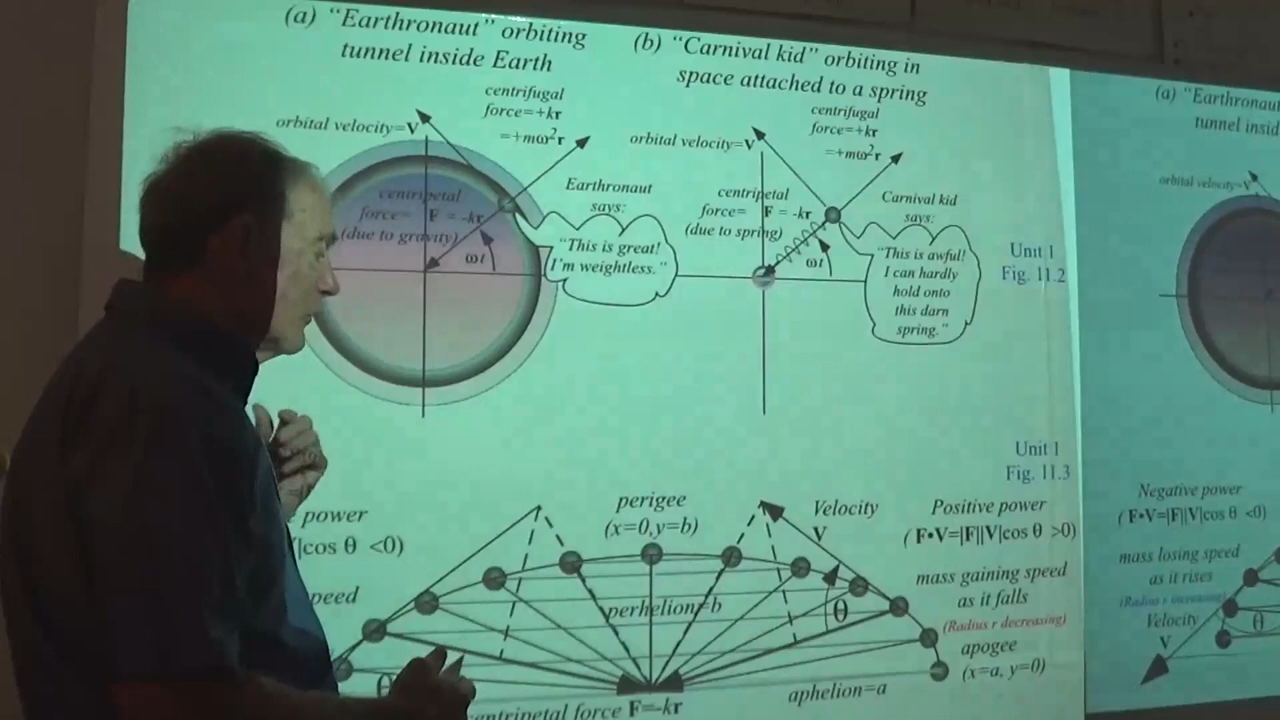 (a) "Earthronaut" orbiting
tunnel inside Earth
centrifugal
force=+kr
=+mω²r
orbital velocity=V
centripetal
force= F = -kr
(due to gravity)
ωt
Earthronaut
says:
"This is great!
I'm weightless."
(b) "Carnival kid" orbiting in
space attached to a spring
centrifugal
force=+kr
=+mω²r
orbital velocity=V
centripetal
force= F = -kr
(due to spring)
ωt
Carnival kid
says:
"This is awful!
I can hardly
hold onto
this darn
spring."
Unit 1
Fig. 11.2
Unit 1
Fig. 11.3
power
|cos θ <0)
peed
θ
perigee
(x=0,y=b)
perhelion=b
Velocity
V
θ
Positive power
( F•V=|F||V|cos θ >0)
mass gaining speed
as it falls
(Radius r decreasing)
apogee
(x=a, y=0)
aphelion=a
entripetal force F=-kr
(a) "Earthronaut
tunnel insid
orbital velocity=V
Negative power
( F•V=|F||V|cos θ <0)
mass losing speed
as it rises
(Radius r increasing)
Velocity
V
θ